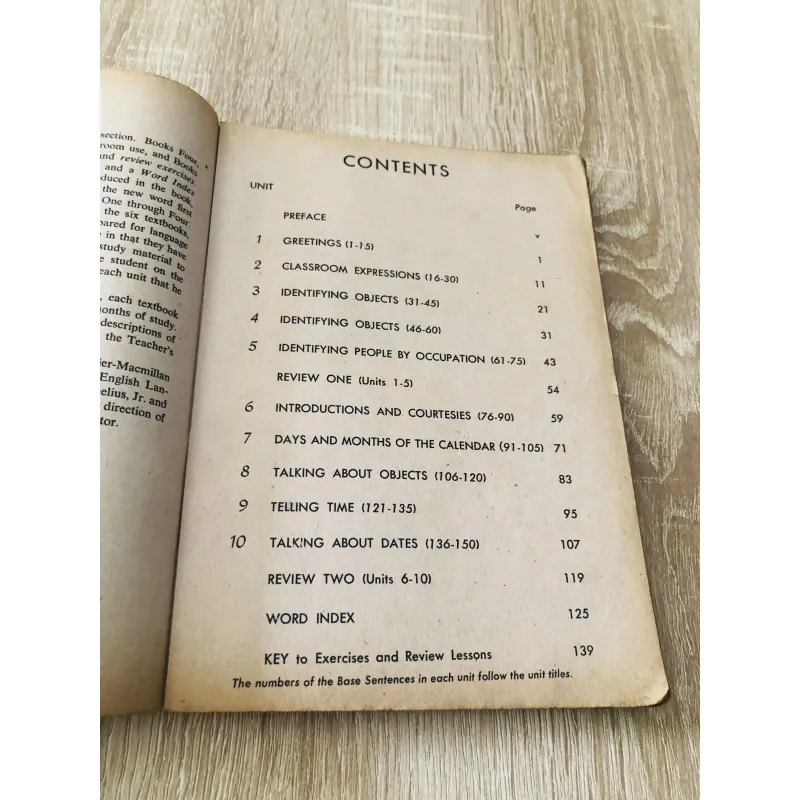 section. Books Four,
room use, and Books
and review exercises.
and a Word Index
duced in the book,
the new word first
One through Four.
the six textbooks,
pared for language
in that they have
study material to
e student on the
each unit that he
, each textbook
months of study.
descriptions of
the Teacher's
ier-Macmillan
English Lan-
elius, Jr. and
direction of
tor.
CONTENTS
UNIT Page
PREFACE v
1 GREETINGS (1-15) 1
2 CLASSROOM EXPRESSIONS (16-30) 11
3 IDENTIFYING OBJECTS (31-45) 21
4 IDENTIFYING OBJECTS (46-60) 31
5 IDENTIFYING PEOPLE BY OCCUPATION (61-75) 43
REVIEW ONE (Units 1-5) 54
6 INTRODUCTIONS AND COURTESIES (76-90) 59
7 DAYS AND MONTHS OF THE CALENDAR (91-105) 71
8 TALKING ABOUT OBJECTS (106-120) 83
9 TELLING TIME (121-135) 95
10 TALKING ABOUT DATES (136-150) 107
REVIEW TWO (Units 6-10) 119
WORD INDEX 125
KEY to Exercises and Review Lessons 139
The numbers of the Base Sentences in each unit follow the unit titles.